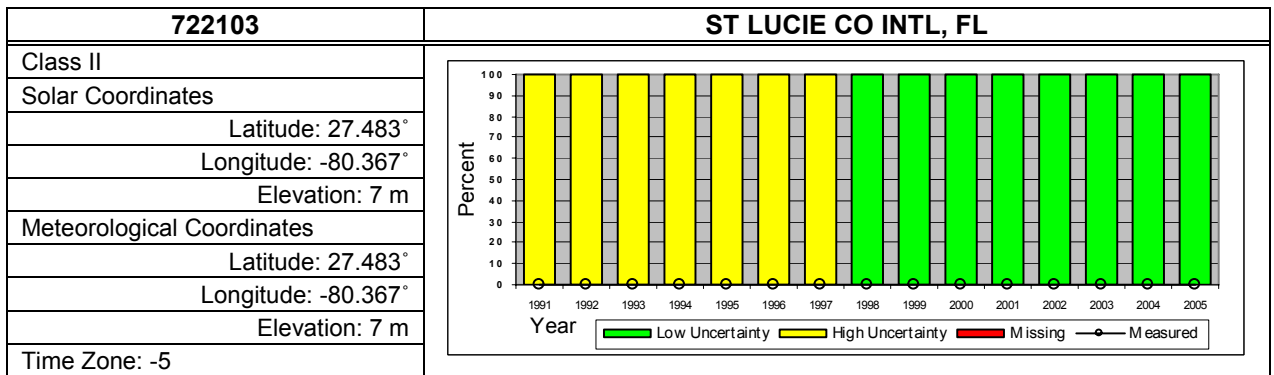 722103
ST LUCIE CO INTL, FL
Class II
Solar Coordinates
Latitude: 27.483˚
Longitude: -80.367˚
Elevation: 7 m
Meteorological Coordinates
Latitude: 27.483˚
Longitude: -80.367˚
Elevation: 7 m
Time Zone: -5
Percent
100
90
80
70
60
50
40
30
20
10
0
1991 1992 1993 1994 1995 1996 1997 1998 1999 2000 2001 2002 2003 2004 2005
Year
Low Uncertainty High Uncertainty Missing Measured